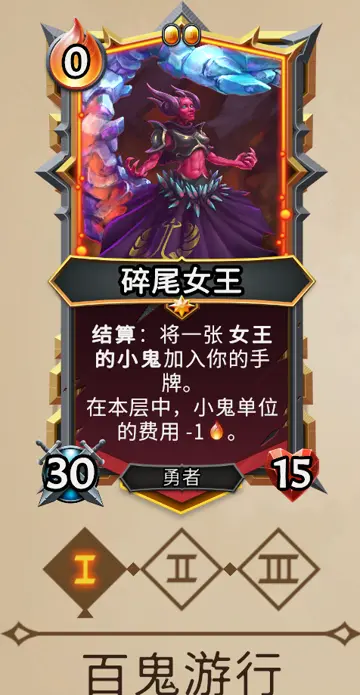 0
碎尾女王
结算：将一张 女王
的小鬼加入你的手
牌。
在本层中，小鬼单位
的费用 -1。
30
勇者
15
I
II
III
百鬼游行